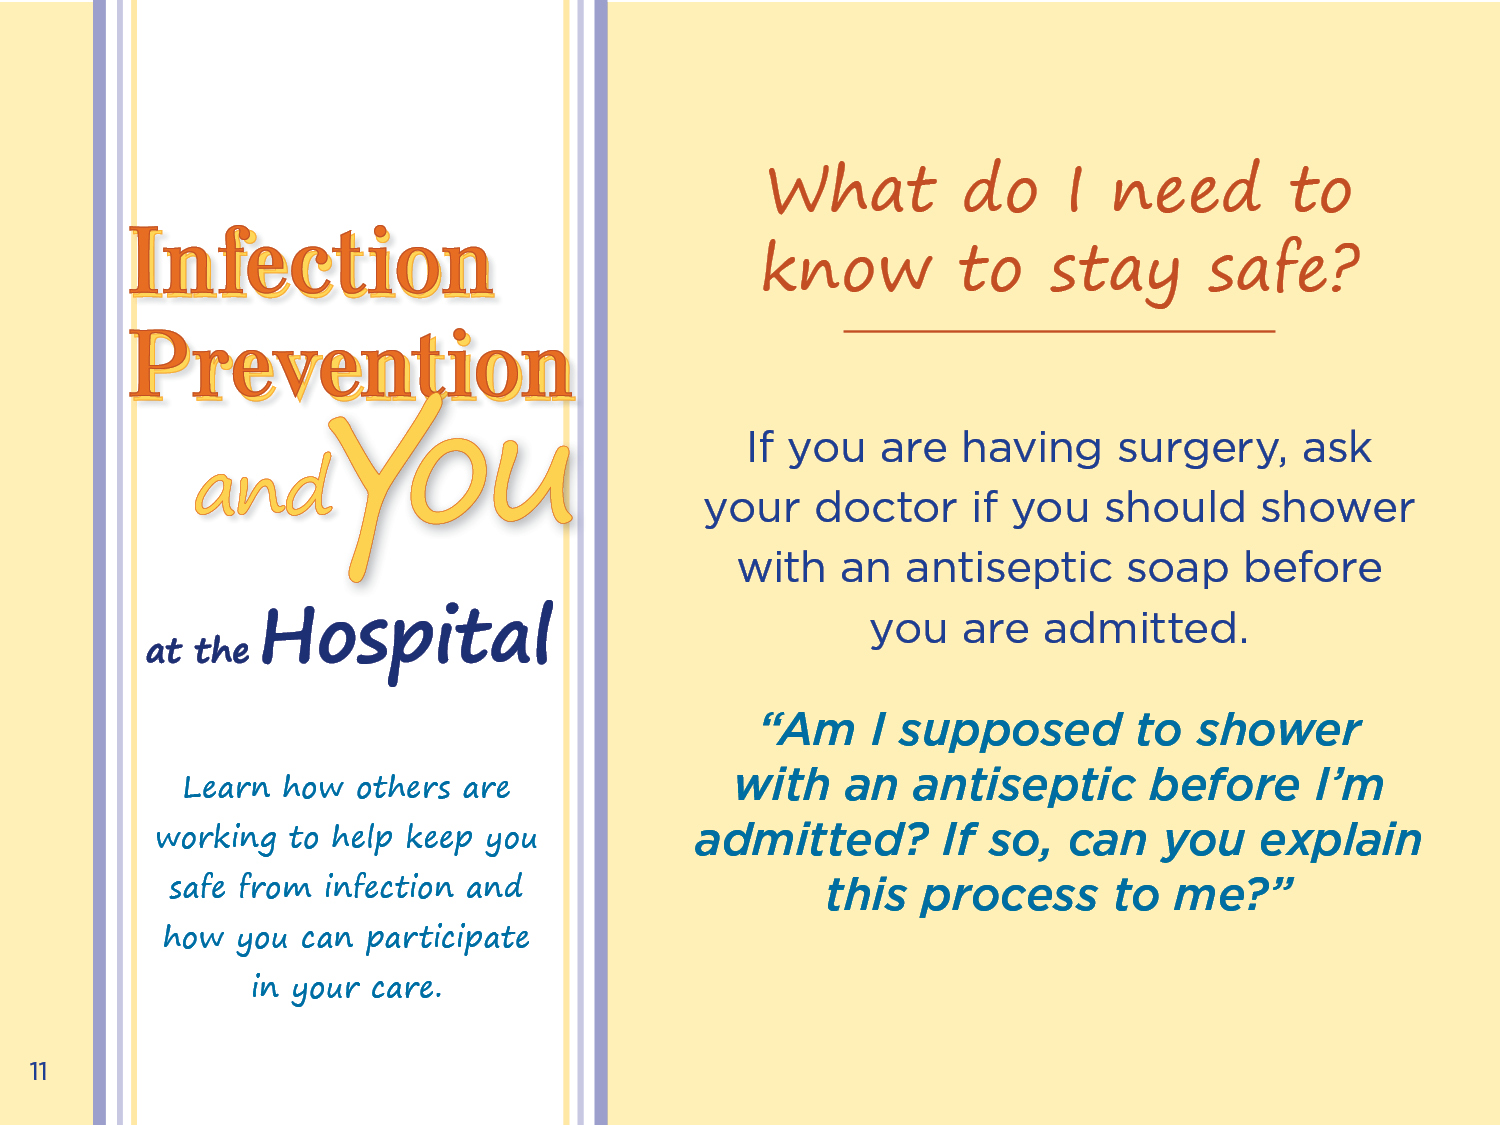 Infection
Prevention
and You
at the Hospital
Learn how others are
working to help keep you
safe from infection and
how you can participate
in your care.
11
What do I need to
know to stay safe?
If you are having surgery, ask
your doctor if you should shower
with an antiseptic soap before
you are admitted.
“Am I supposed to shower
with an antiseptic before I’m
admitted? If so, can you explain
this process to me?”